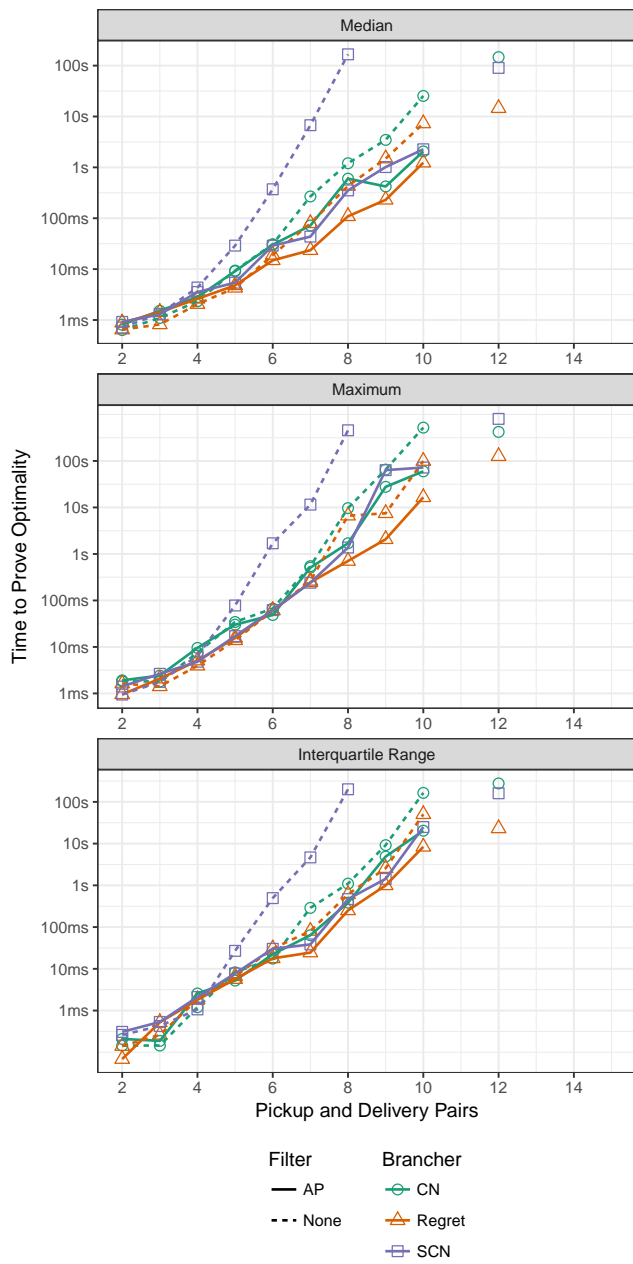 Median
100s
10s
1s
100ms
10ms
1ms
2 4 6 8 10 12 14
Maximum
100s
10s
1s
100ms
10ms
1ms
2 4 6 8 10 12 14
Interquartile Range
100s
10s
1s
100ms
10ms
1ms
2 4 6 8 10 12 14
Time to Prove Optimality
Pickup and Delivery Pairs
Filter
AP
None
Brancher
CN
Regret
SCN